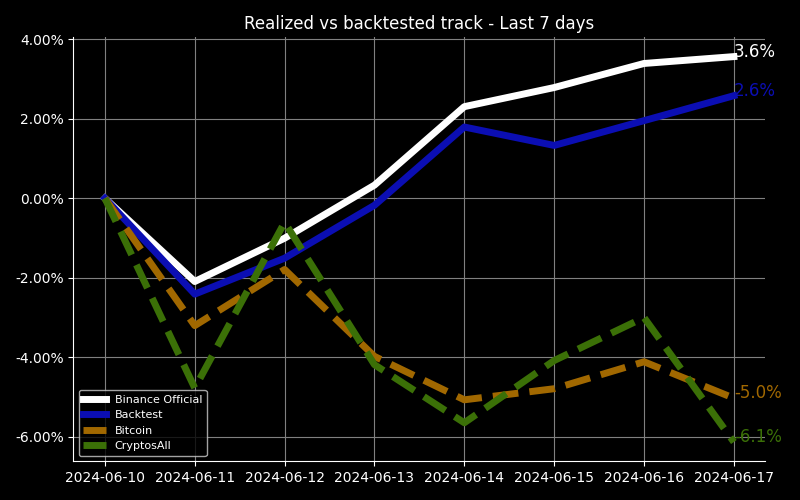 Realized vs backtested track - Last 7 days
4.00%
2.00%
0.00%
-2.00%
-4.00%
-6.00%
3.6%
2.6%
-5.0%
-6.1%
Binance Official
Backtest
Bitcoin
CryptosAll
2024-06-10 2024-06-11 2024-06-12 2024-06-13 2024-06-14 2024-06-15 2024-06-16 2024-06-17